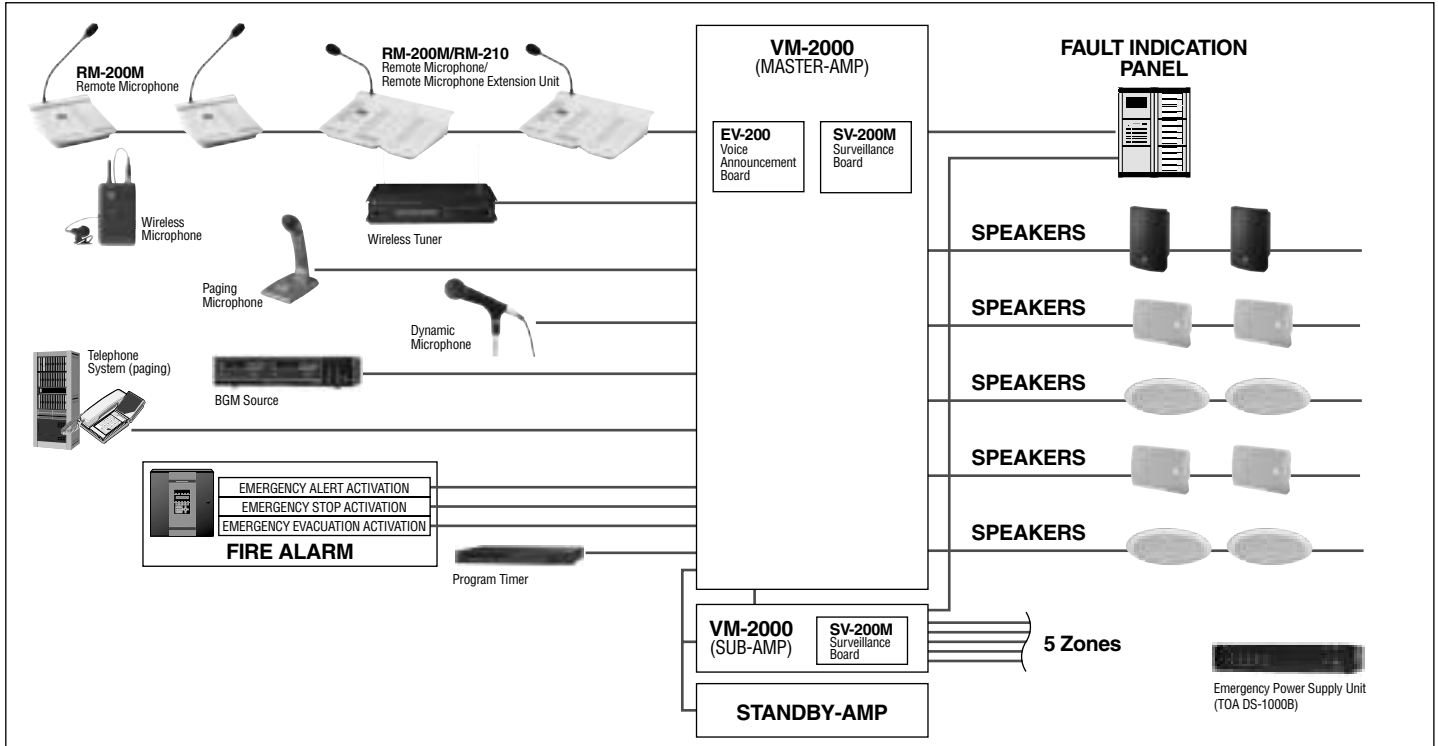 RM-200M
Remote Microphone
RM-200M/RM-210
Remote Microphone/
Remote Microphone Extension Unit
VM-2000
(MASTER-AMP)
FAULT INDICATION
PANEL
EV-200
Voice
Announcement
Board
SV-200M
Surveillance
Board
Wireless
Microphone
Wireless Tuner
SPEAKERS
Paging
Microphone
SPEAKERS
Dynamic
Microphone
Telephone
System (paging)
BGM Source
SPEAKERS
SPEAKERS
EMERGENCY ALERT ACTIVATION
EMERGENCY STOP ACTIVATION
EMERGENCY EVACUATION ACTIVATION
FIRE ALARM
SPEAKERS
Program Timer
VM-2000
(SUB-AMP)
SV-200M
Surveillance
Board
5 Zones
Emergency Power Supply Unit
(TOA DS-1000B)
STANDBY-AMP